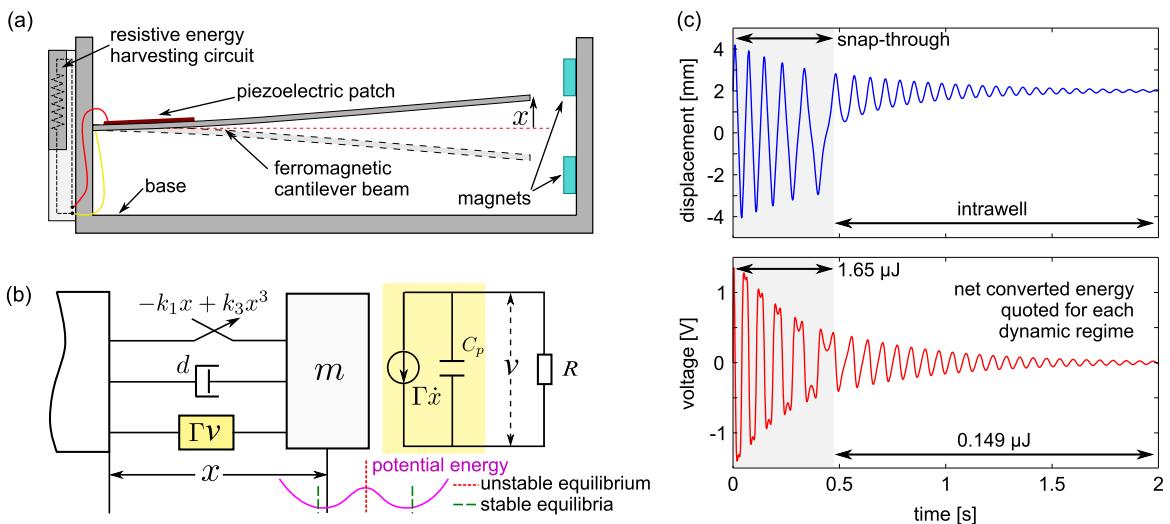 (a)
resistive energy
harvesting circuit
piezoelectric patch
x
ferromagnetic
cantilever beam
base
magnets
(b)
−k₁x + k₃x³
d
m
Γν
x
Γẋ
Cₚ
ν
R
potential energy
unstable equilibrium
stable equilibria
(c)
snap-through
displacement [mm]
4
2
0
-2
-4
intrawell
1.65 µJ
net converted energy
quoted for each
dynamic regime
voltage [V]
1
0
-1
0.149 µJ
0 0.5 1 1.5 2
time [s]